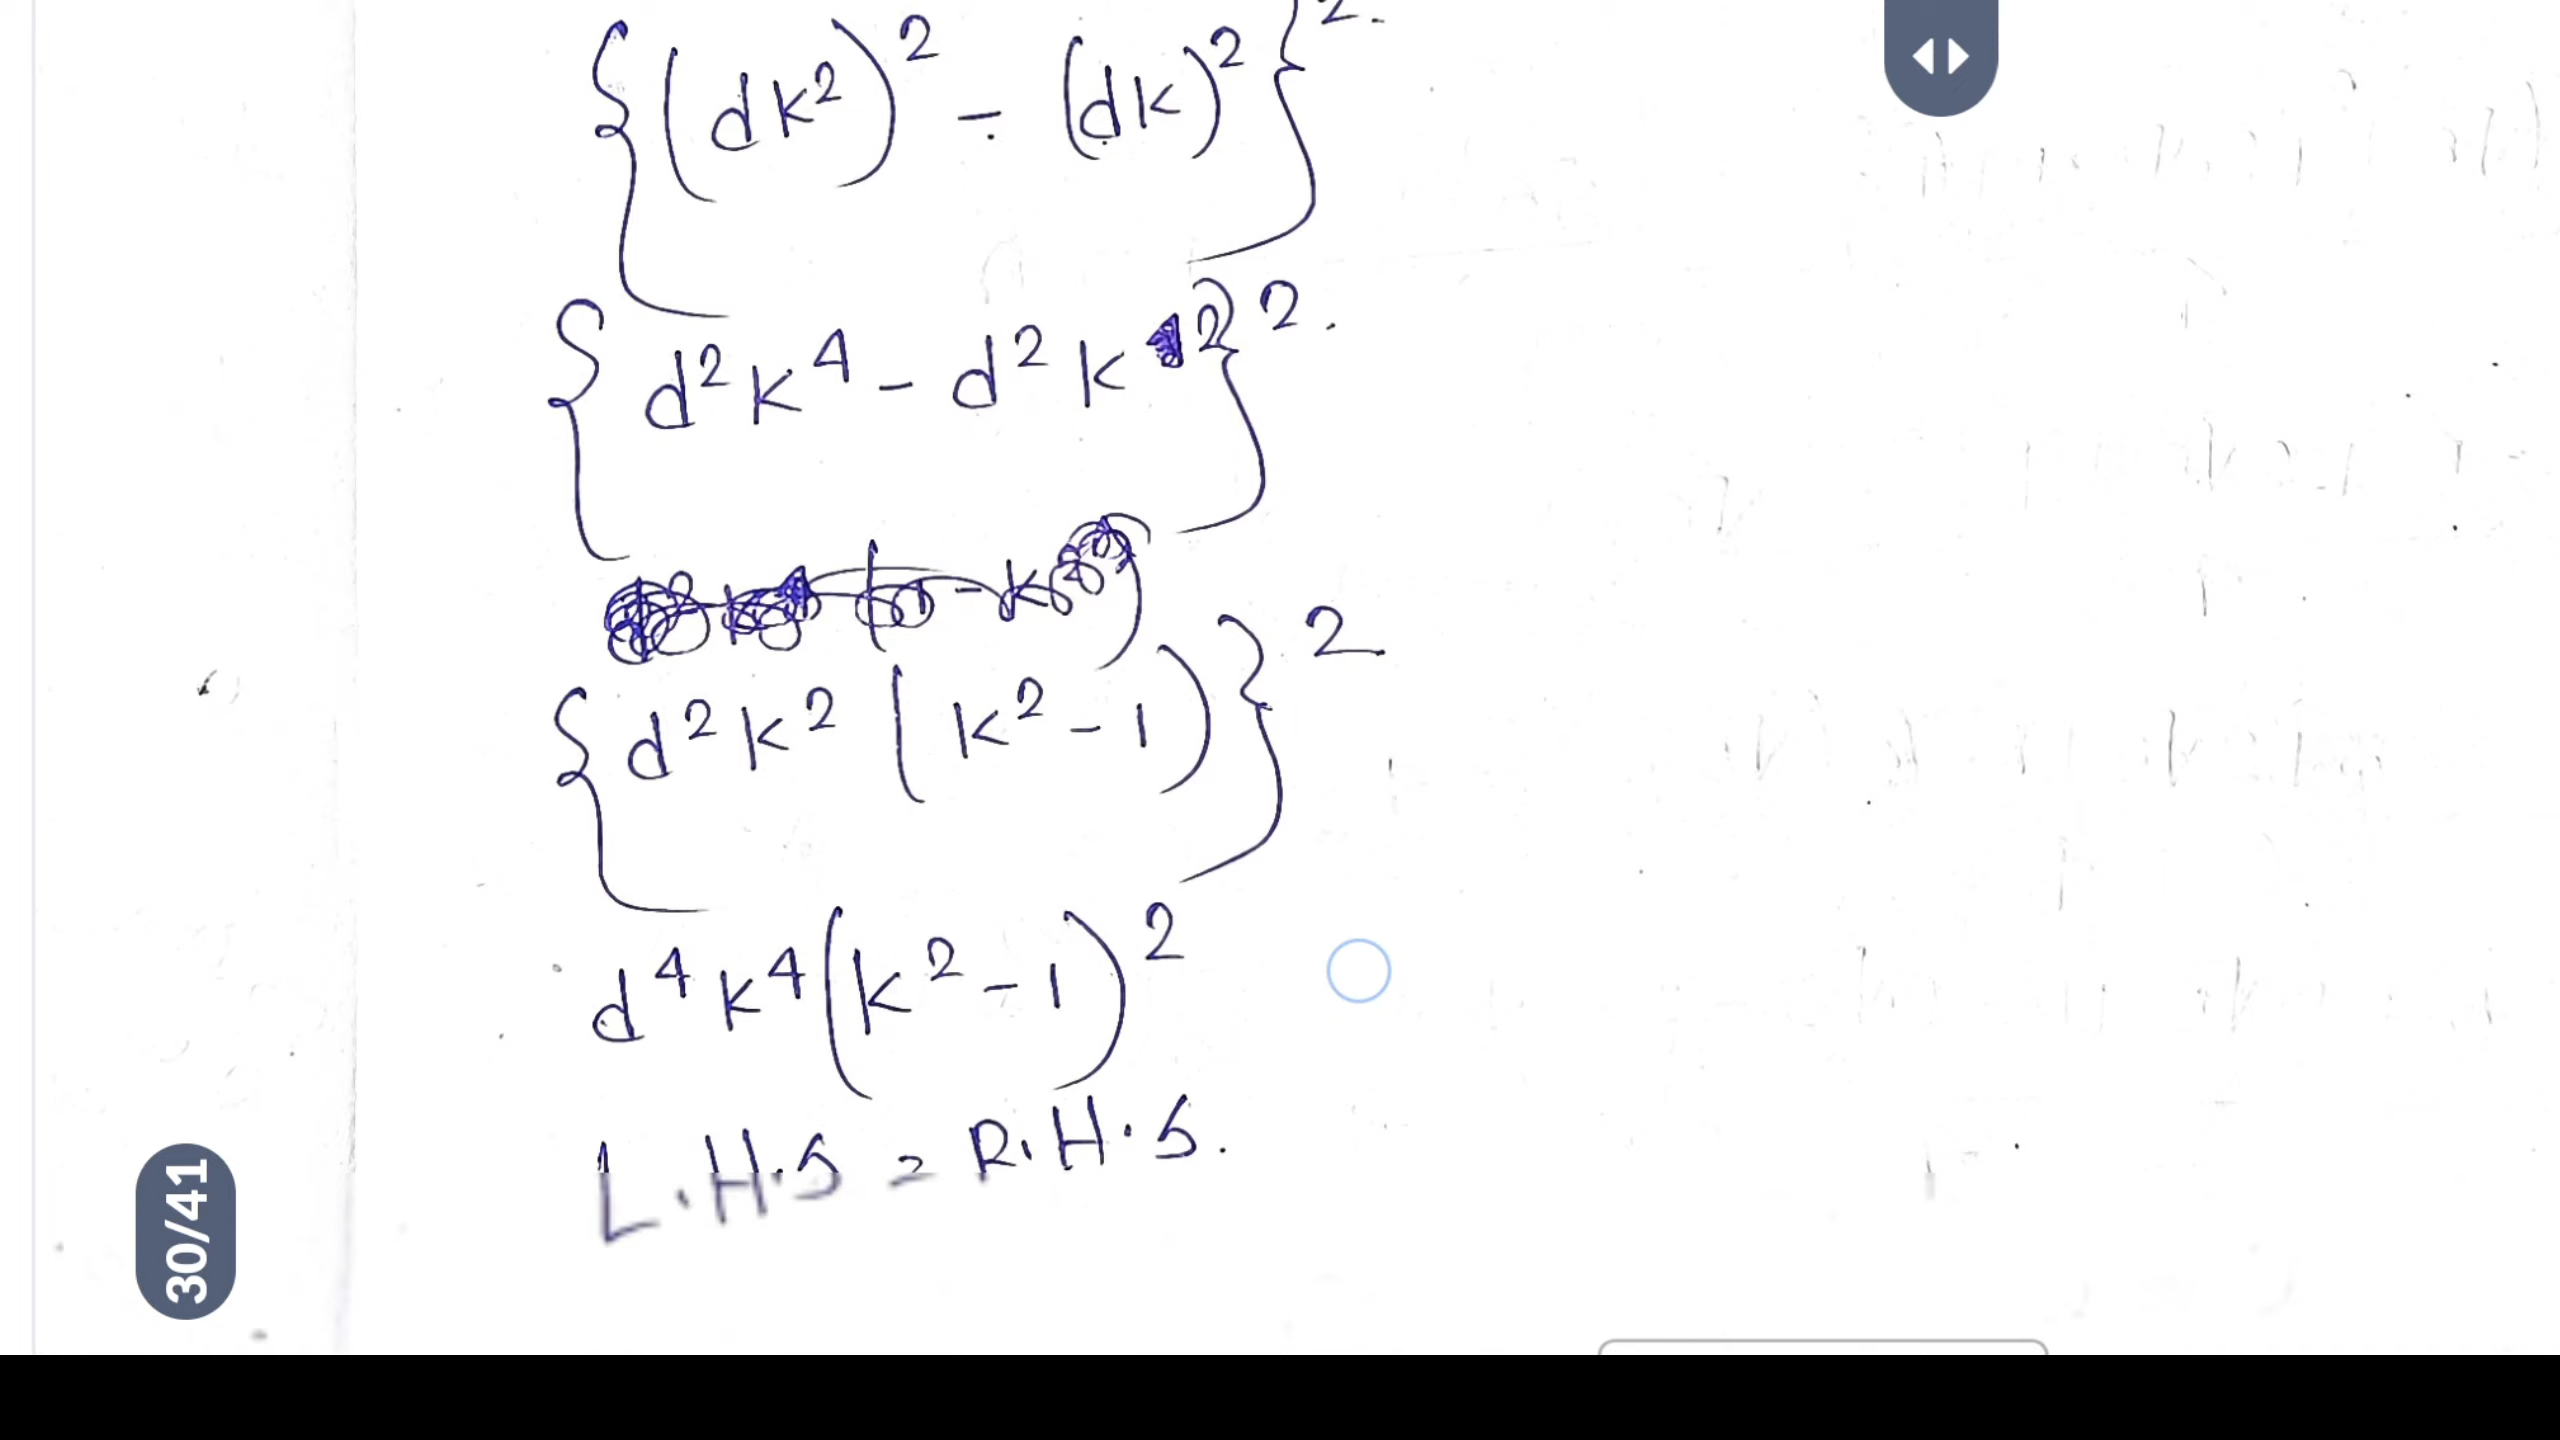 {(dk²)² - (dk)²}².
{d²k⁴ - d²k²}².
{d²k²(k²-1)}²
d⁴k⁴(k²-1)²
L.H.S = R.H.S.
30/41